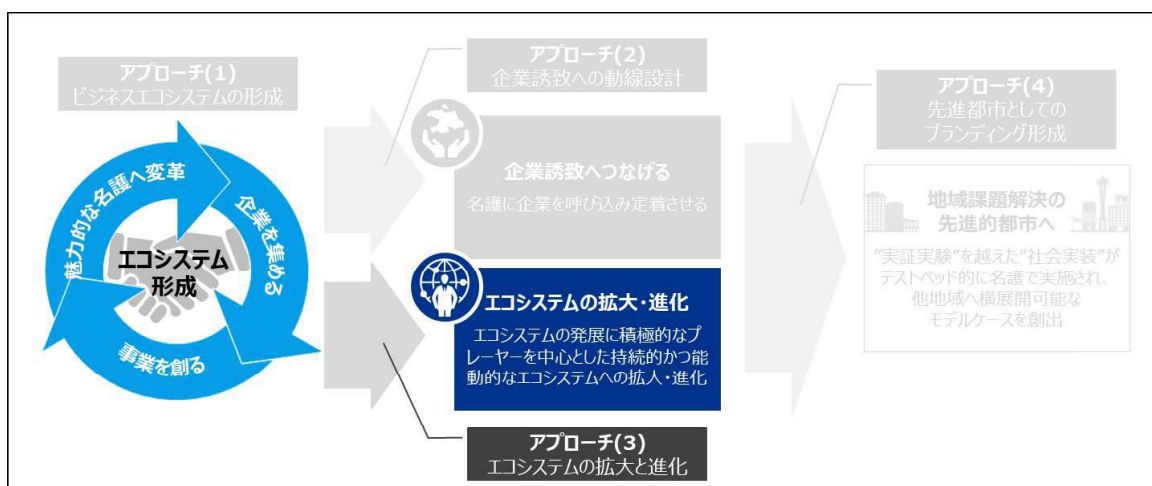 アプローチ(1)
ビジネスエコシステムの形成
魅力的な名護へ変革
企業を集める
事業を創る
エコシステム
形成
アプローチ(2)
企業誘致への動線設計
企業誘致へつなげる
名護に企業を呼び込み定着させる
エコシステムの拡大・進化
エコシステムの発展に積極的なプ
レーヤーを中心とした持続的かつ能
動的なエコシステムへの拡大・進化
アプローチ(3)
エコシステムの拡大と進化
アプローチ(4)
先進都市としての
ブランディング形成
地域課題解決の
先進的都市へ
"実証実験"を越えた"社会実装"が
テストベッド的に名護で実施され、
他地域へ横展開可能な
モデルケースを創出